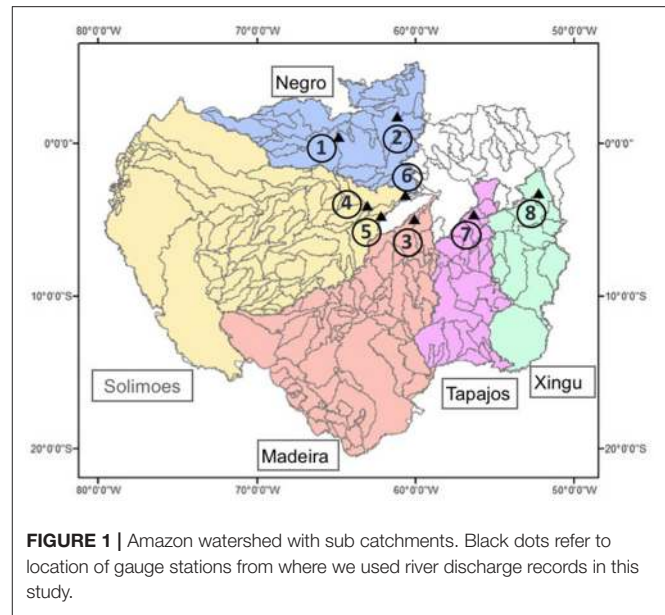 80°0'0"W 70°0'0"W 60°0'0"W 50°0'0"W
Negro
0°0'0" 0°0'0"
1
2
6
4
5
3
7
8
10°0'0"S 10°0'0"S
Solimoes
Tapajos
Xingu
Madeira
20°0'0"S 20°0'0"S
80°0'0"W 70°0'0"W 60°0'0"W 50°0'0"W
FIGURE 1 | Amazon watershed with sub catchments. Black dots refer to
location of gauge stations from where we used river discharge records in this
study.